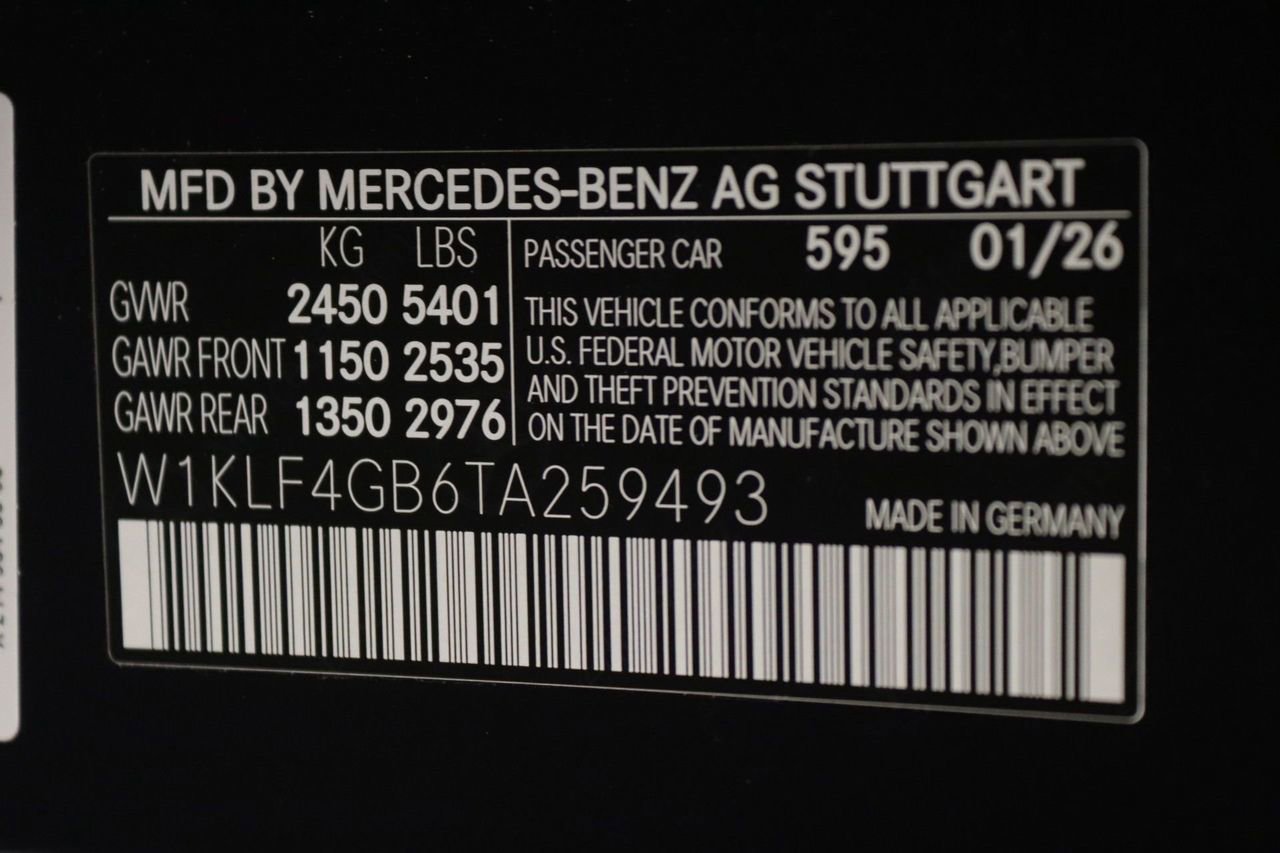 MFD BY MERCEDES-BENZ AG STUTTGART
KG LBS
GVWR 2450 5401
GAWR FRONT 1150 2535
GAWR REAR 1350 2976
PASSENGER CAR 595 01/26
THIS VEHICLE CONFORMS TO ALL APPLICABLE
U.S. FEDERAL MOTOR VEHICLE SAFETY,BUMPER
AND THEFT PREVENTION STANDARDS IN EFFECT
ON THE DATE OF MANUFACTURE SHOWN ABOVE
W1KLF4GB6TA259493
MADE IN GERMANY